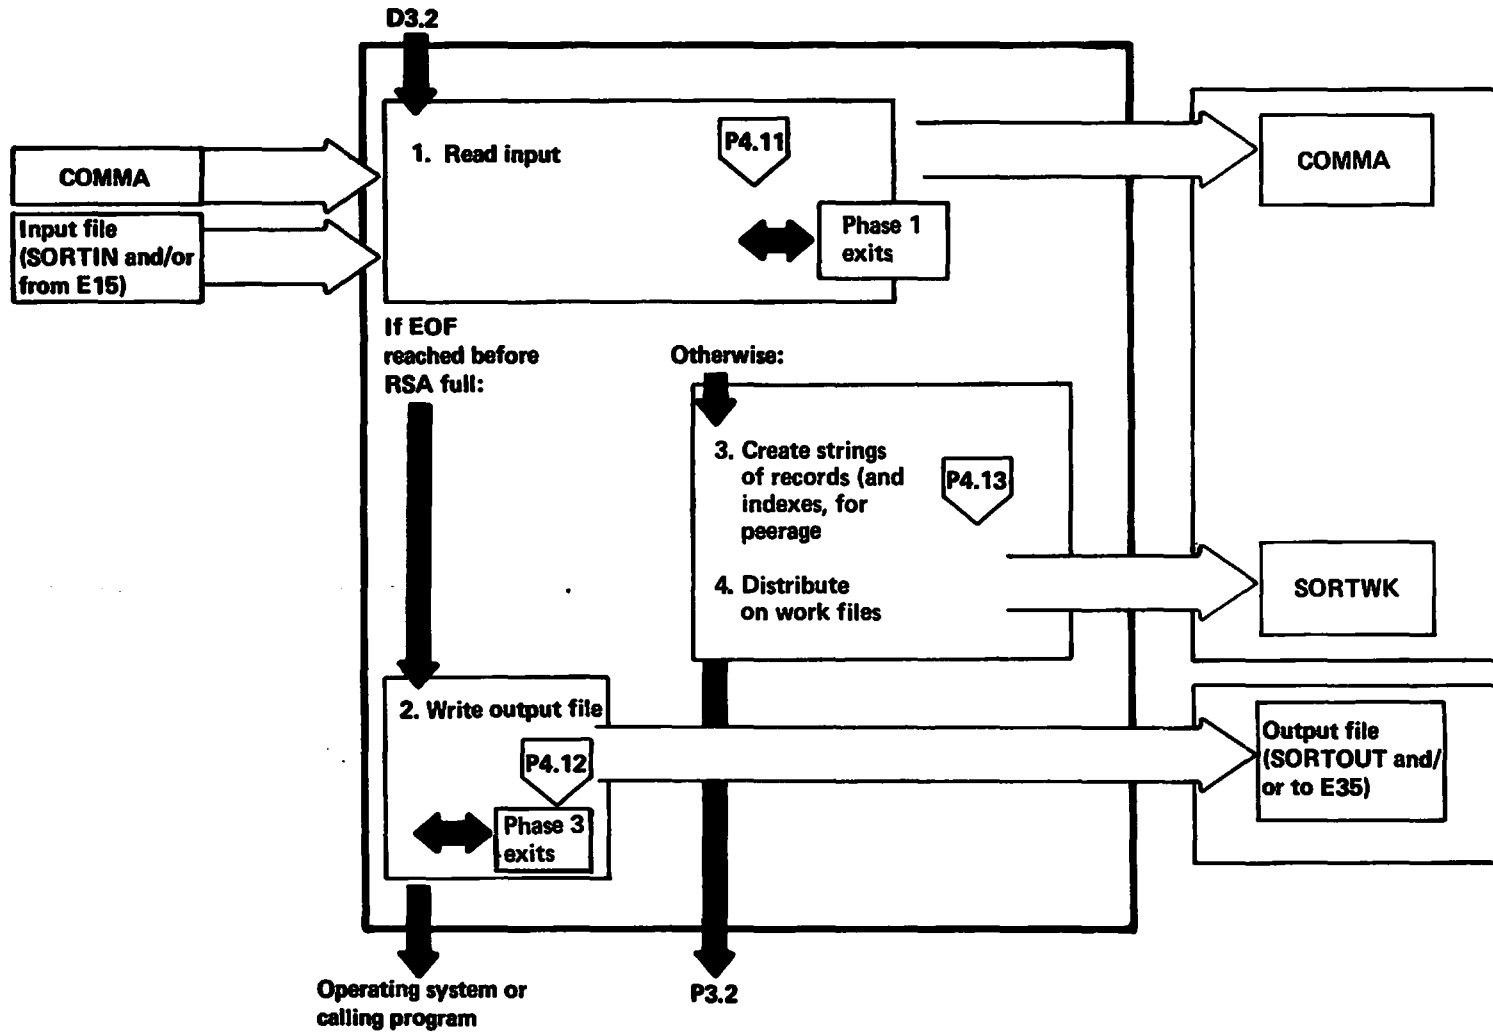 D3.2
1. Read input
P4.11
COMMA
COMMA
Input file
(SORTIN and/or
from E15)
Phase 1
exits
If EOF
reached before
RSA full:
Otherwise:
3. Create strings
of records (and
indexes, for
peerage
P4.13
4. Distribute
on work files
SORTWK
2. Write output file
P4.12
Output file
(SORTOUT and/
or to E35)
Phase 3
exits
Operating system or
calling program
P3.2